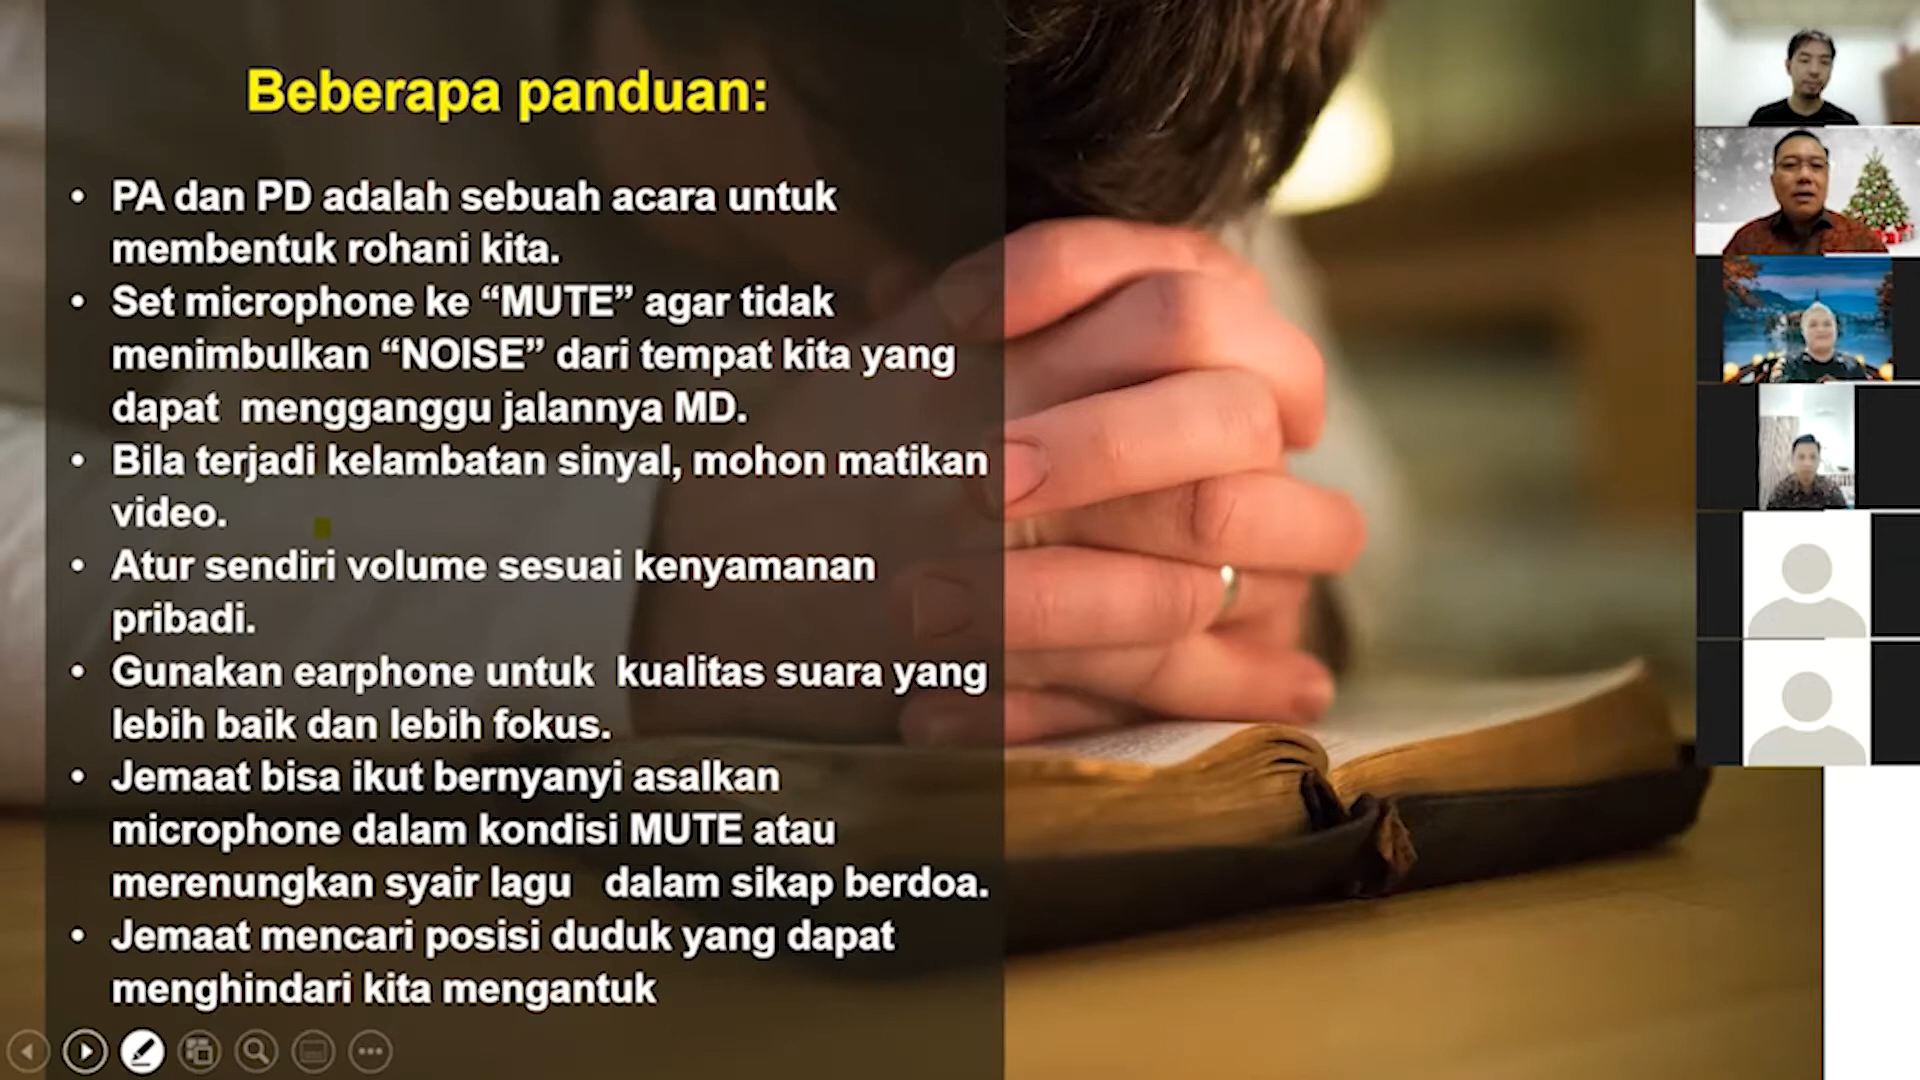 Beberapa panduan:
• PA dan PD adalah sebuah acara untuk
membentuk rohani kita.
• Set microphone ke “MUTE” agar tidak
menimbulkan “NOISE” dari tempat kita yang
dapat  mengganggu jalannya MD.
• Bila terjadi kelambatan sinyal, mohon matikan
video.
• Atur sendiri volume sesuai kenyamanan
pribadi.
• Gunakan earphone untuk  kualitas suara yang
lebih baik dan lebih fokus.
• Jemaat bisa ikut bernyanyi asalkan
microphone dalam kondisi MUTE atau
merenungkan syair lagu   dalam sikap berdoa.
• Jemaat mencari posisi duduk yang dapat
menghindari kita mengantuk